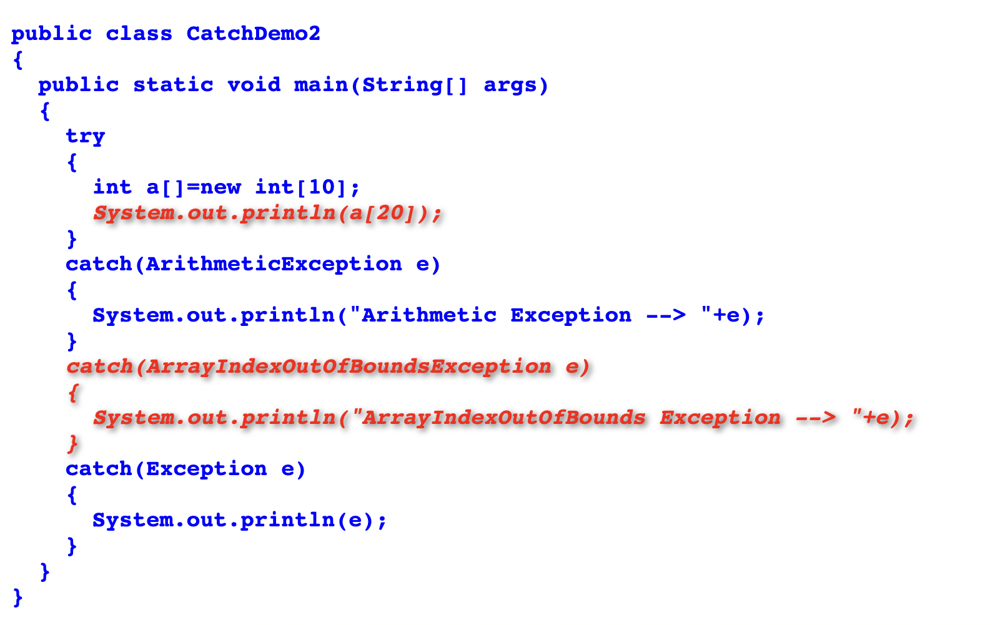 public class CatchDemo2
{
  public static void main(String[] args)
  {
    try
    {
      int a[]=new int[10];
      System.out.println(a[20]);
    }
    catch(ArithmeticException e)
    {
      System.out.println("Arithmetic Exception --> "+e);
    }
    catch(ArrayIndexOutOfBoundsException e)
    {
      System.out.println("ArrayIndexOutOfBounds Exception --> "+e);
    }
    catch(Exception e)
    {
      System.out.println(e);
    }
  }
}